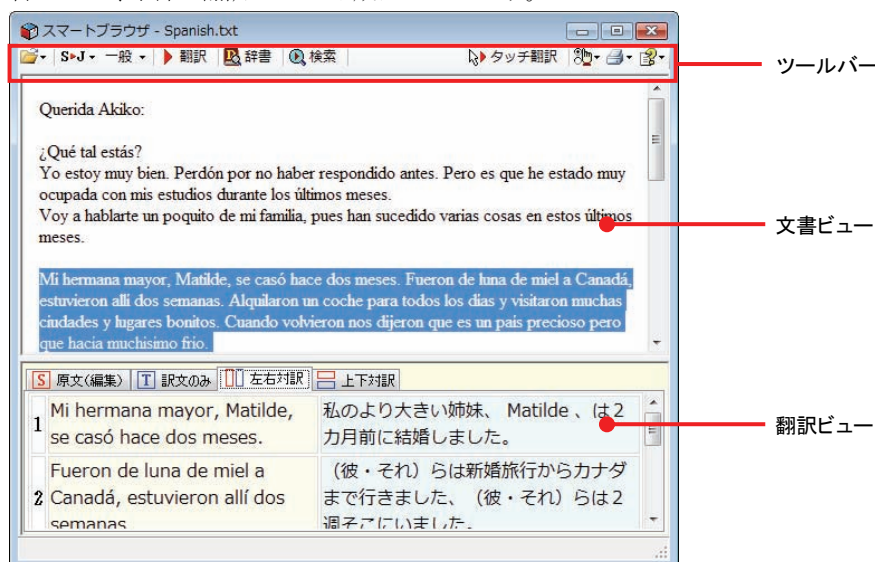 スマートブラウザ - Spanish.txt
S▸J 一般 翻訳 辞書 検索 タッチ翻訳
ツールバー
Querida Akiko:
¿Qué tal estás?
Yo estoy muy bien. Perdón por no haber respondido antes. Pero es que he estado muy
ocupada con mis estudios durante los últimos meses.
Voy a hablarte un poquito de mi familia, pues han sucedido varias cosas en estos últimos
meses.
文書ビュー
Mi hermana mayor, Matilde, se casó hace dos meses. Fueron de luna de miel a Canadá,
estuvieron allí dos semanas. Alquilaron un coche para todos los dias y visitaron muchas
ciudades y lugares bonitos. Cuando volvieron nos dijeron que es un pais precioso pero
que hacia muchisimo frio.
S 原文(編集) T 訳文のみ 左右対訳 上下対訳
1 Mi hermana mayor, Matilde,
se casó hace dos meses.
私のより大きい姉妹、 Matilde 、は2
カ月前に結婚しました。
翻訳ビュー
2 Fueron de luna de miel a
Canadá, estuvieron allí dos
semanas
（彼・それ）らは新婚旅行からカナダ
まで行きました、（彼・それ）らは2
週そこにいました.